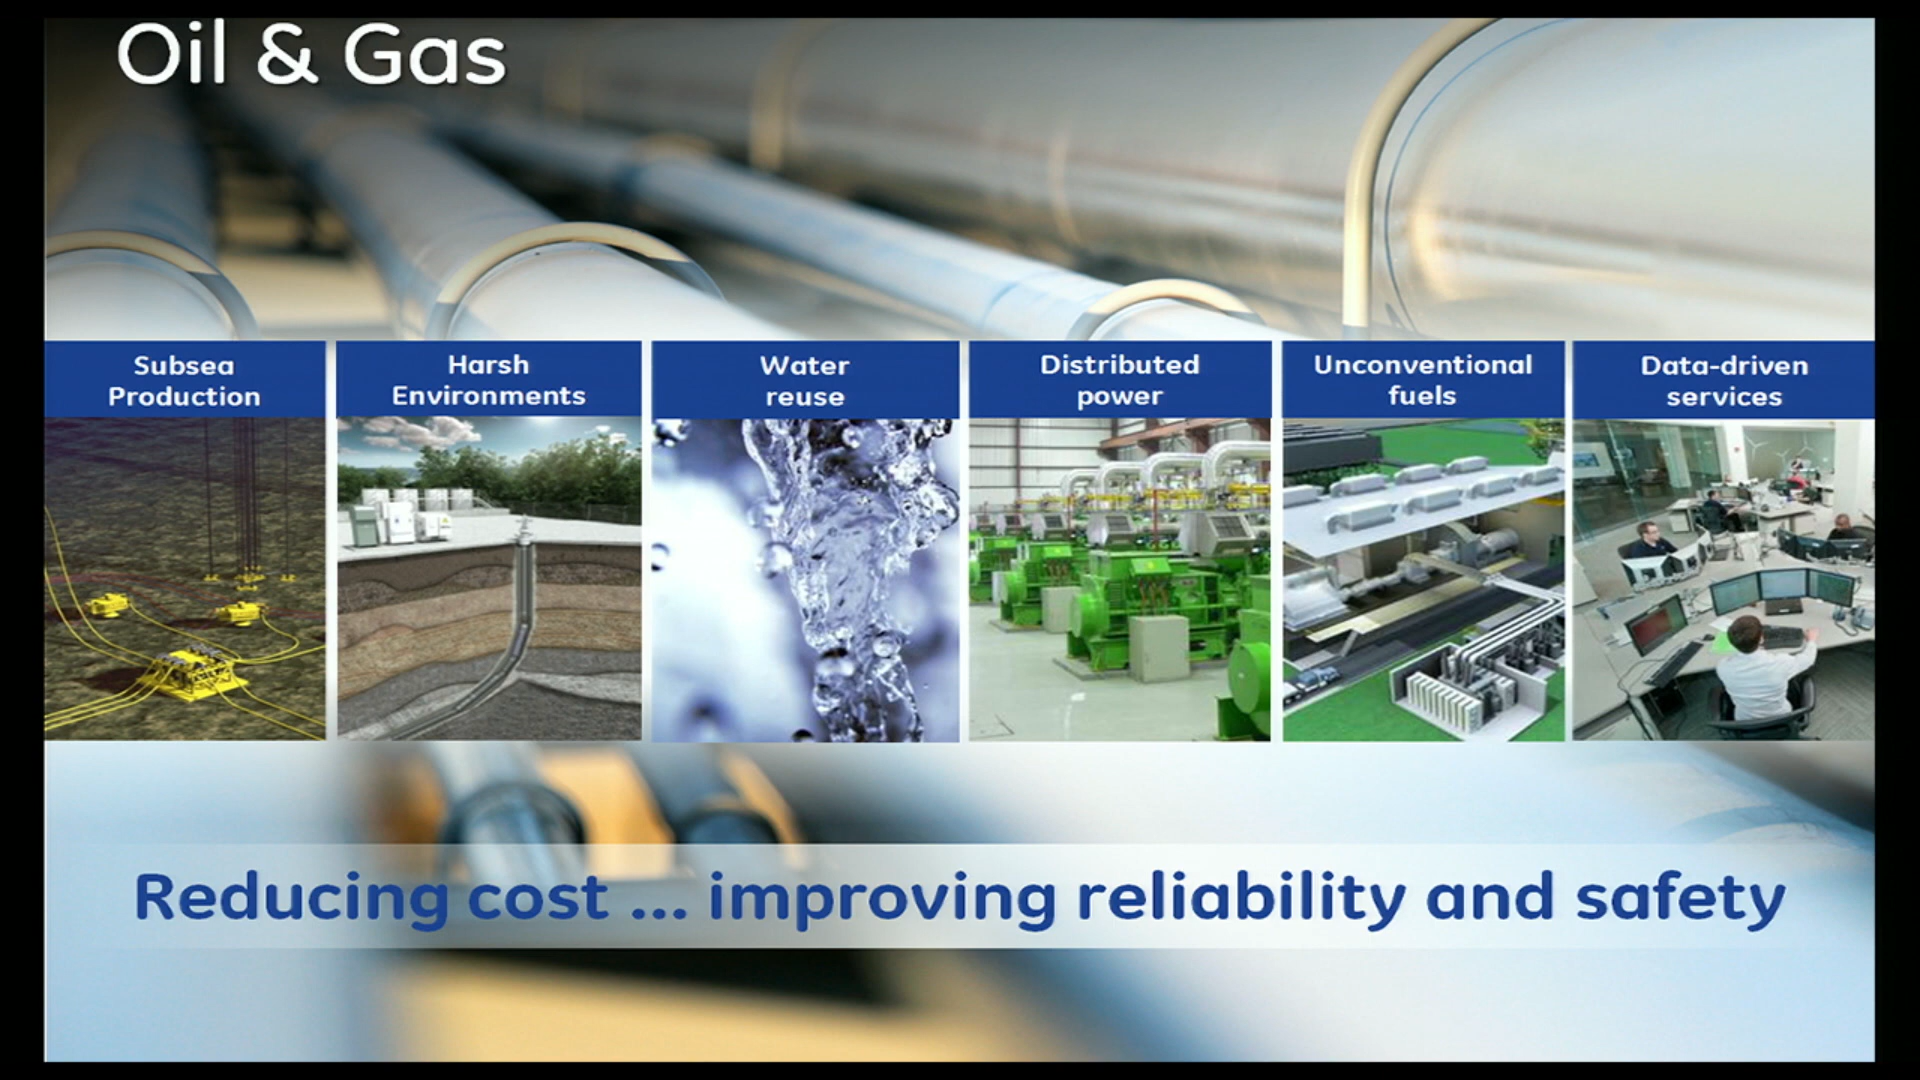 Oil & Gas
Subsea
Production
Harsh
Environments
Water
reuse
Distributed
power
Unconventional
fuels
Data-driven
services
Reducing cost ... improving reliability and safety